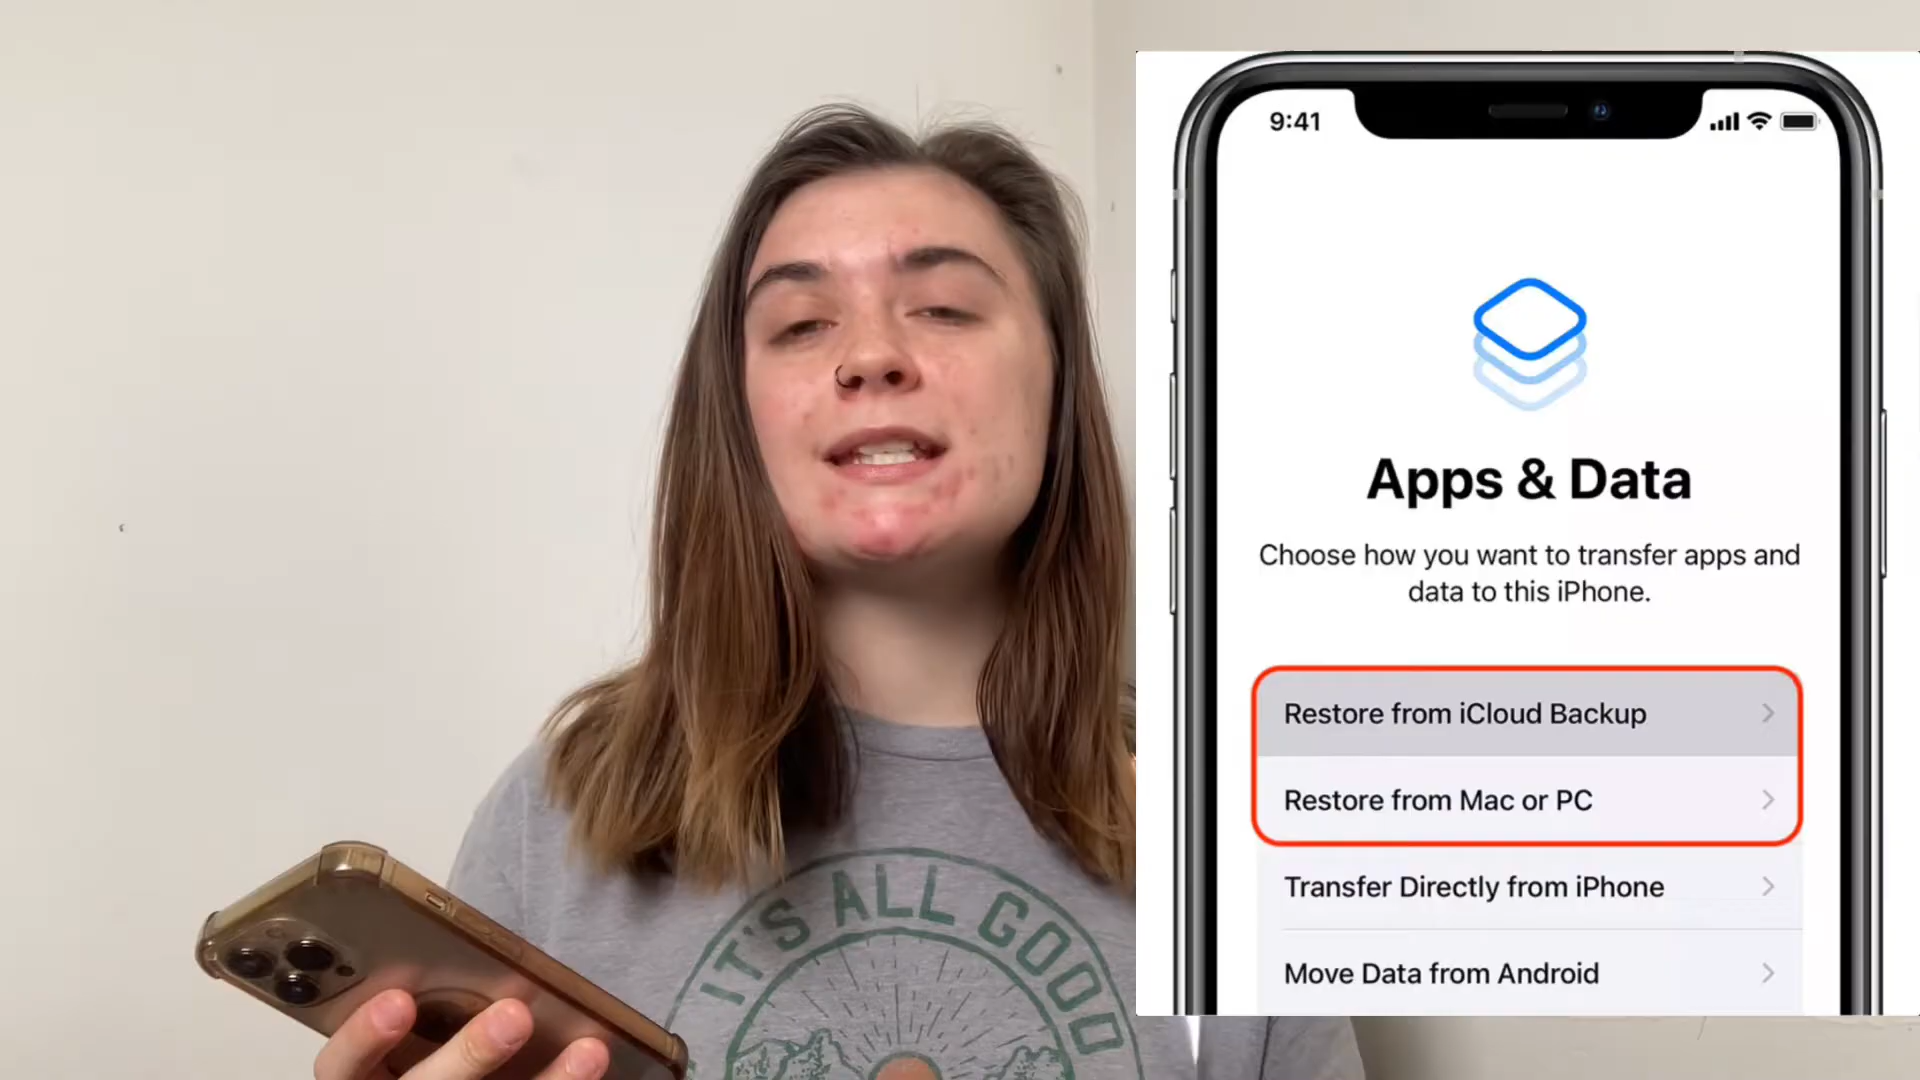 IT'S ALL GOOD
9:41
Apps & Data
Choose how you want to transfer apps and
data to this iPhone.
Restore from iCloud Backup
Restore from Mac or PC
Transfer Directly from iPhone
Move Data from Android